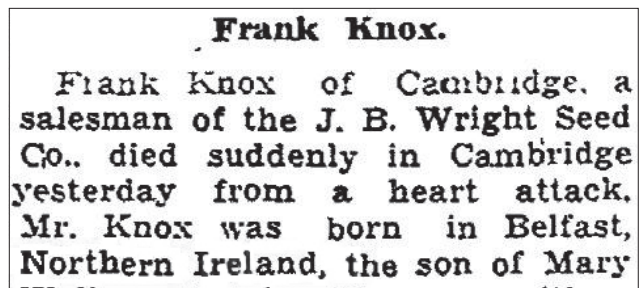 Frank Knox.
Frank Knox of Cambridge, a
salesman of the J. B. Wright Seed
Co., died suddenly in Cambridge
yesterday from a heart attack.
Mr. Knox was born in Belfast,
Northern Ireland, the son of Mary